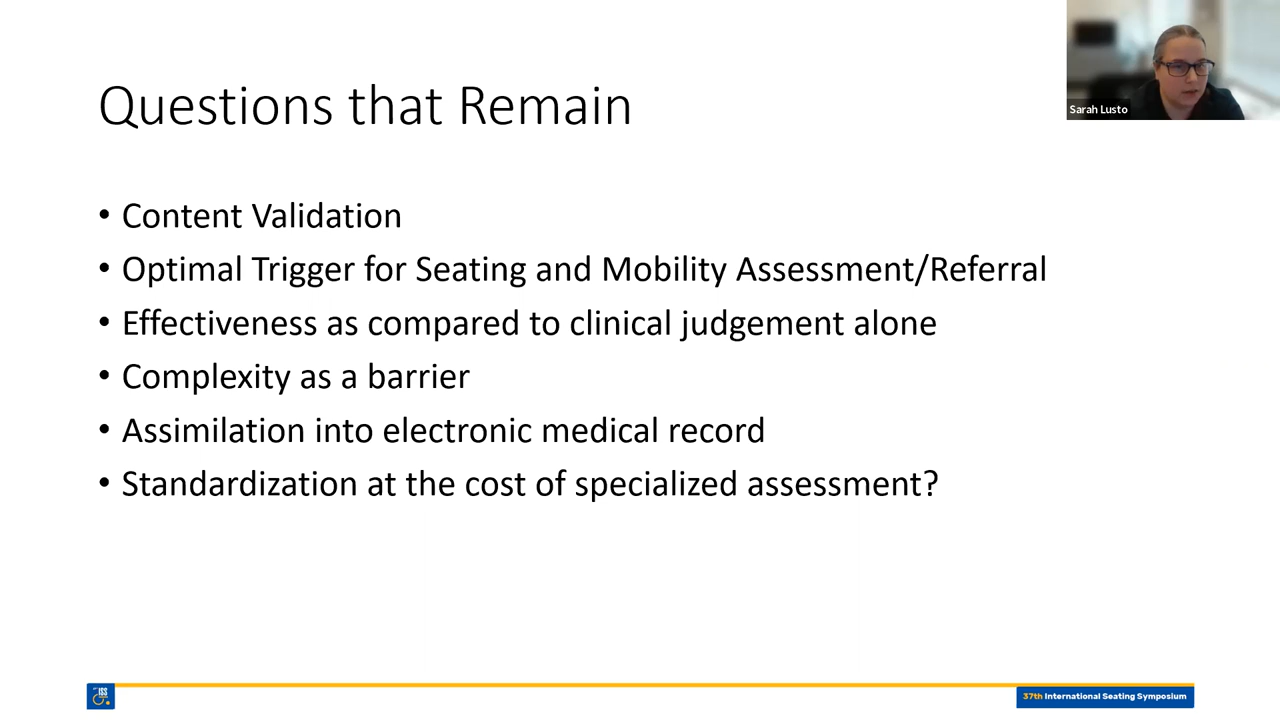 Sarah Lusto
Questions that Remain
• Content Validation
• Optimal Trigger for Seating and Mobility Assessment/Referral
• Effectiveness as compared to clinical judgement alone
• Complexity as a barrier
• Assimilation into electronic medical record
• Standardization at the cost of specialized assessment?
ISS
37th International Seating Symposium